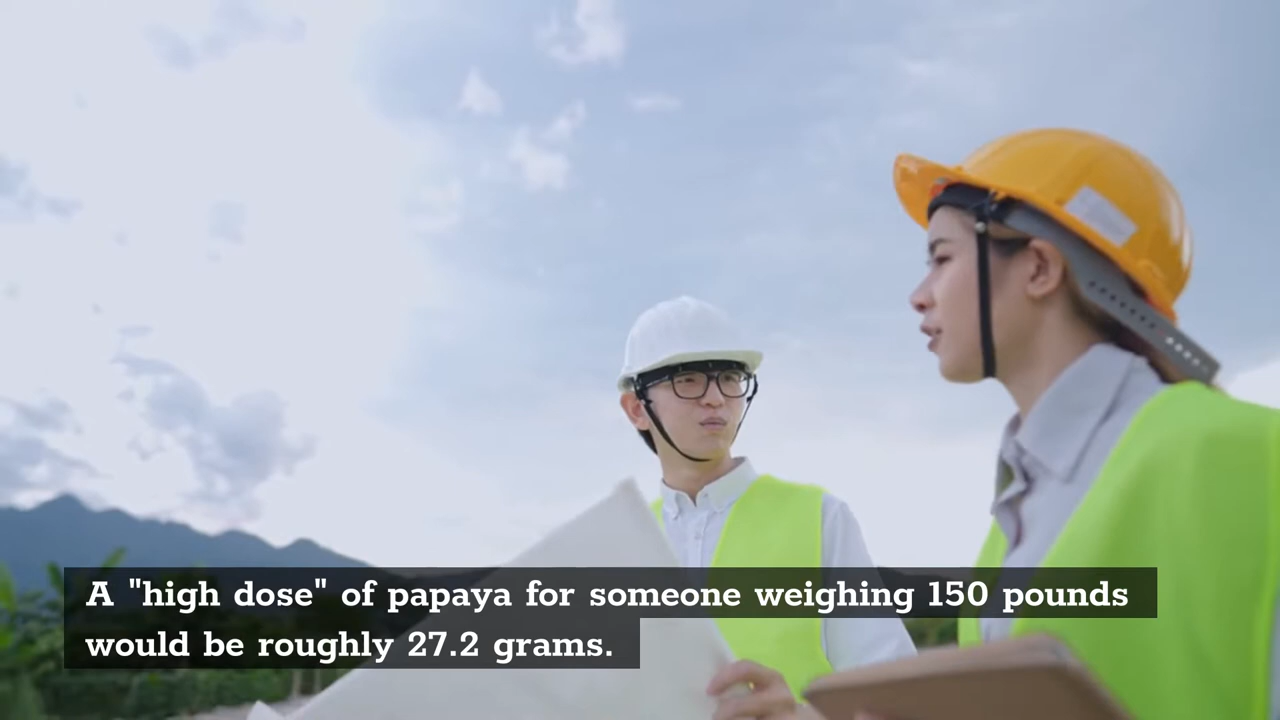 A "high dose" of papaya for someone weighing 150 pounds
would be roughly 27.2 grams.